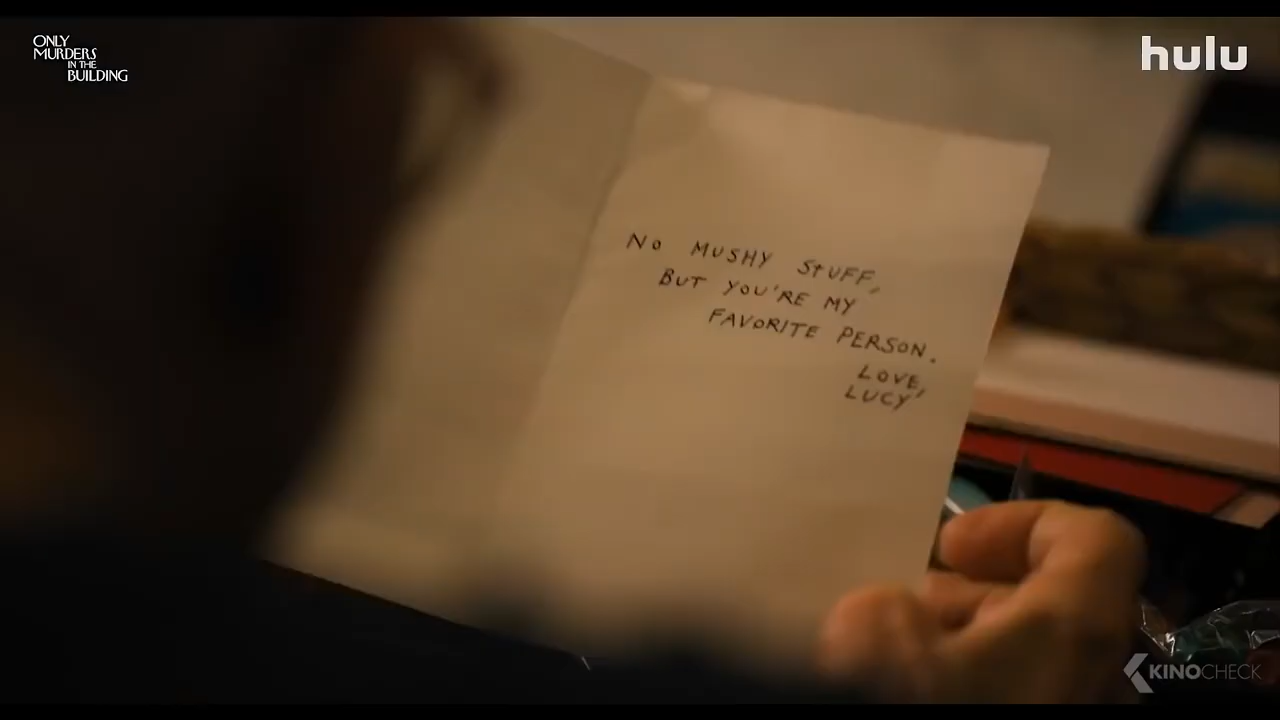 ONLY
MURDERS
IN THE
BUILDING
hulu
NO MUSHY STUFF,
BUT YOU'RE MY
FAVORITE PERSON.
LOVE,
LUCY
KINOCHECK